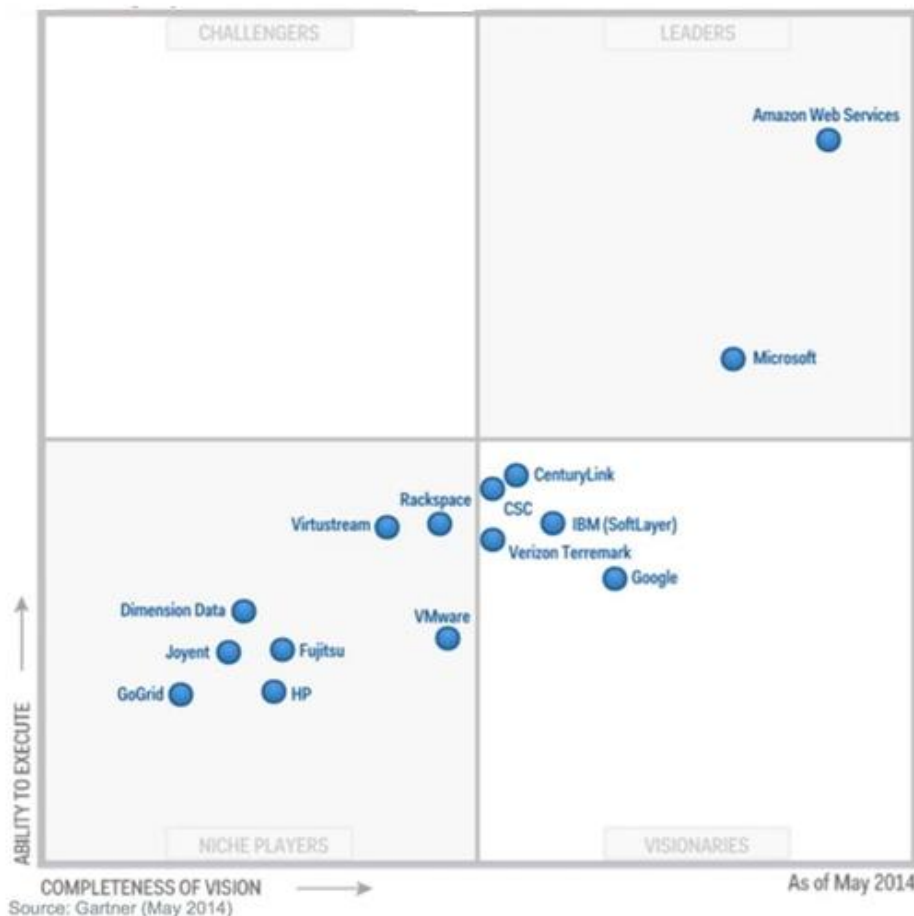 CHALLENGERS
LEADERS
Amazon Web Services
Microsoft
CenturyLink
CSC
Rackspace
Virtustream
IBM (SoftLayer)
Verizon Terremark
Google
Dimension Data
VMware
Joyent
Fujitsu
GoGrid
HP
ABILITY TO EXECUTE
NICHE PLAYERS
VISIONARIES
COMPLETENESS OF VISION
As of May 2014
Source: Gartner (May 2014)